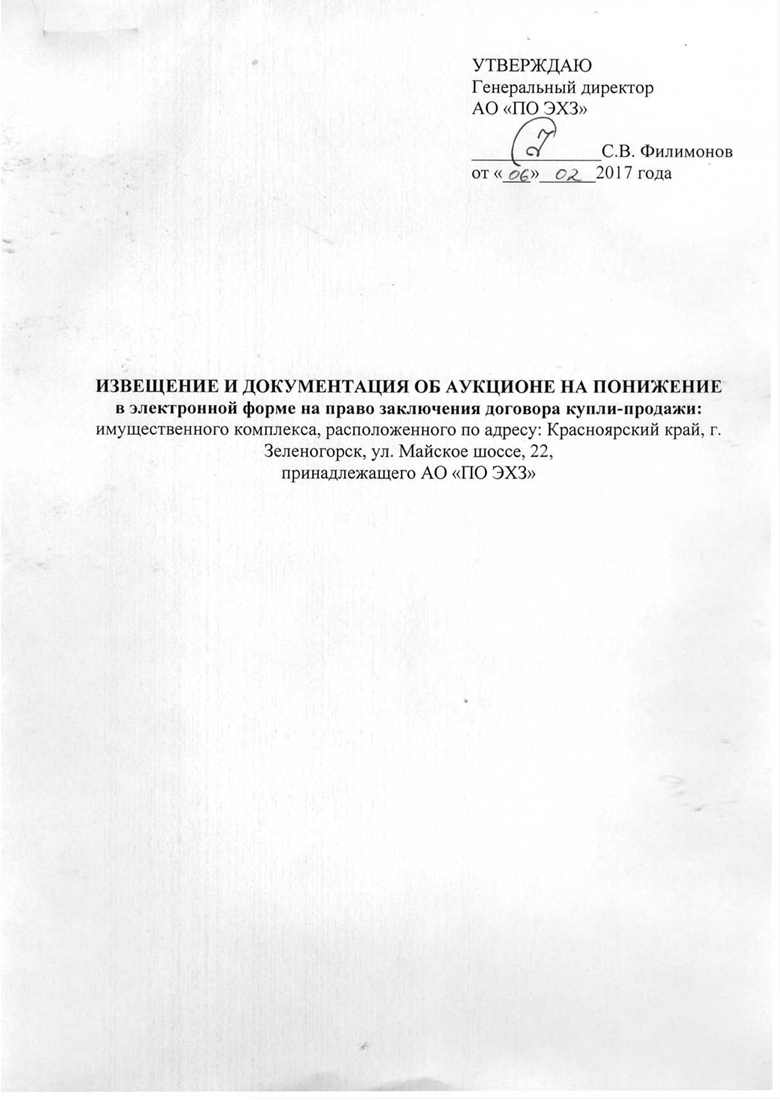 УТВЕРЖДАЮ
Генеральный директор
АО «ПО ЭХЗ»
С.В. Филимонов
от «06» 02 2017 года
ИЗВЕЩЕНИЕ И ДОКУМЕНТАЦИЯ ОБ АУКЦИОНЕ НА ПОНИЖЕНИЕ
в электронной форме на право заключения договора купли-продажи:
имущественного комплекса, расположенного по адресу: Красноярский край, г.
Зеленогорск, ул. Майское шоссе, 22,
принадлежащего АО «ПО ЭХЗ»